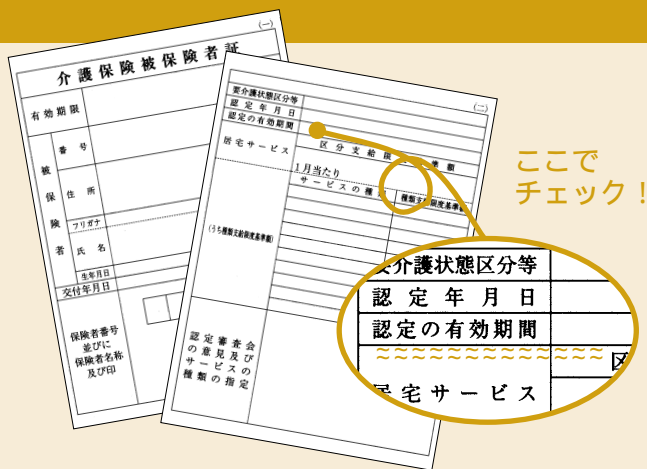 (一)
介護保険被保険者証
有効期限
被保険者
番号
住所
フリガナ
氏名
生年月日
交付年月日
保険者番号
並びに
保険者名称
及び印
(二)
要介護状態区分等
認定年月日
認定の有効期間
居宅サービス
区分支給限
準額
1月当たり
サービスの種
種類支給限度基準額
(うち種類支給限度基準額)
認定審査会
の意見及び
サービスの
種類の指定
ここで
チェック!
要介護状態区分等
認定年月日
認定の有効期間
区
居宅サービス